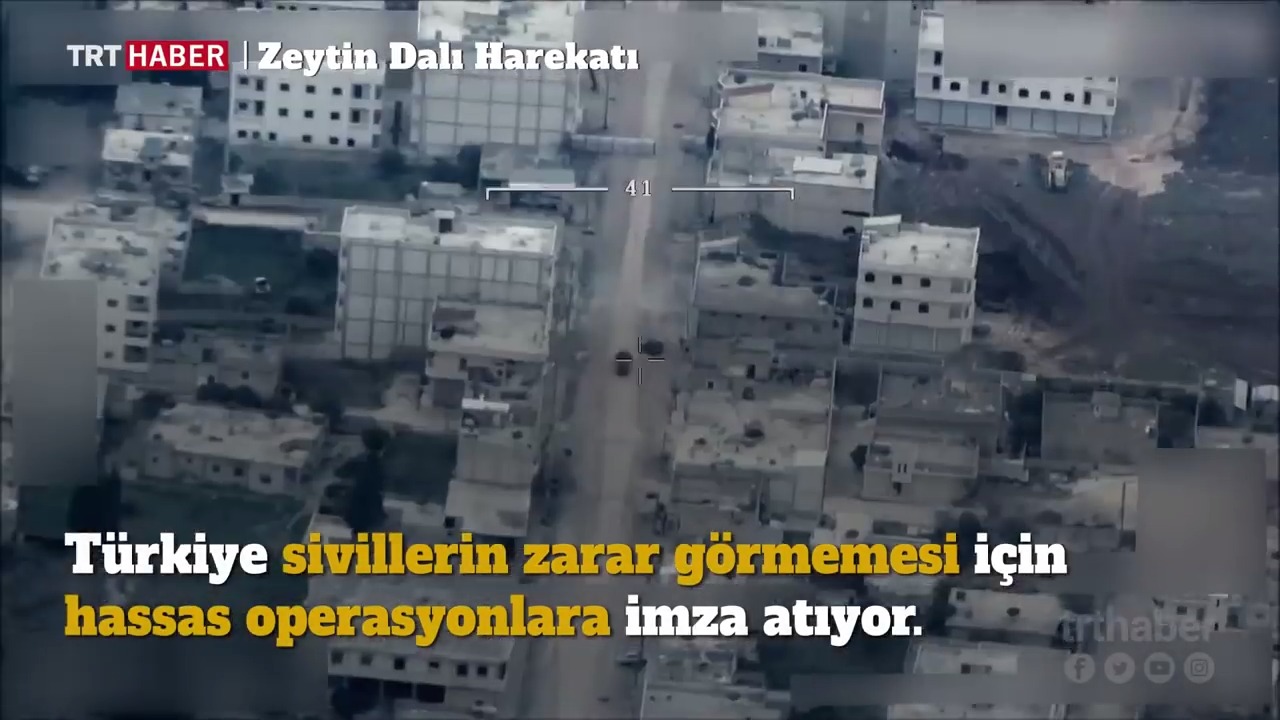 TRT HABER | Zeytin Dalı Harekatı
41
Türkiye sivillerin zarar görmemesi için
hassas operasyonlara imza atıyor.
trthaber